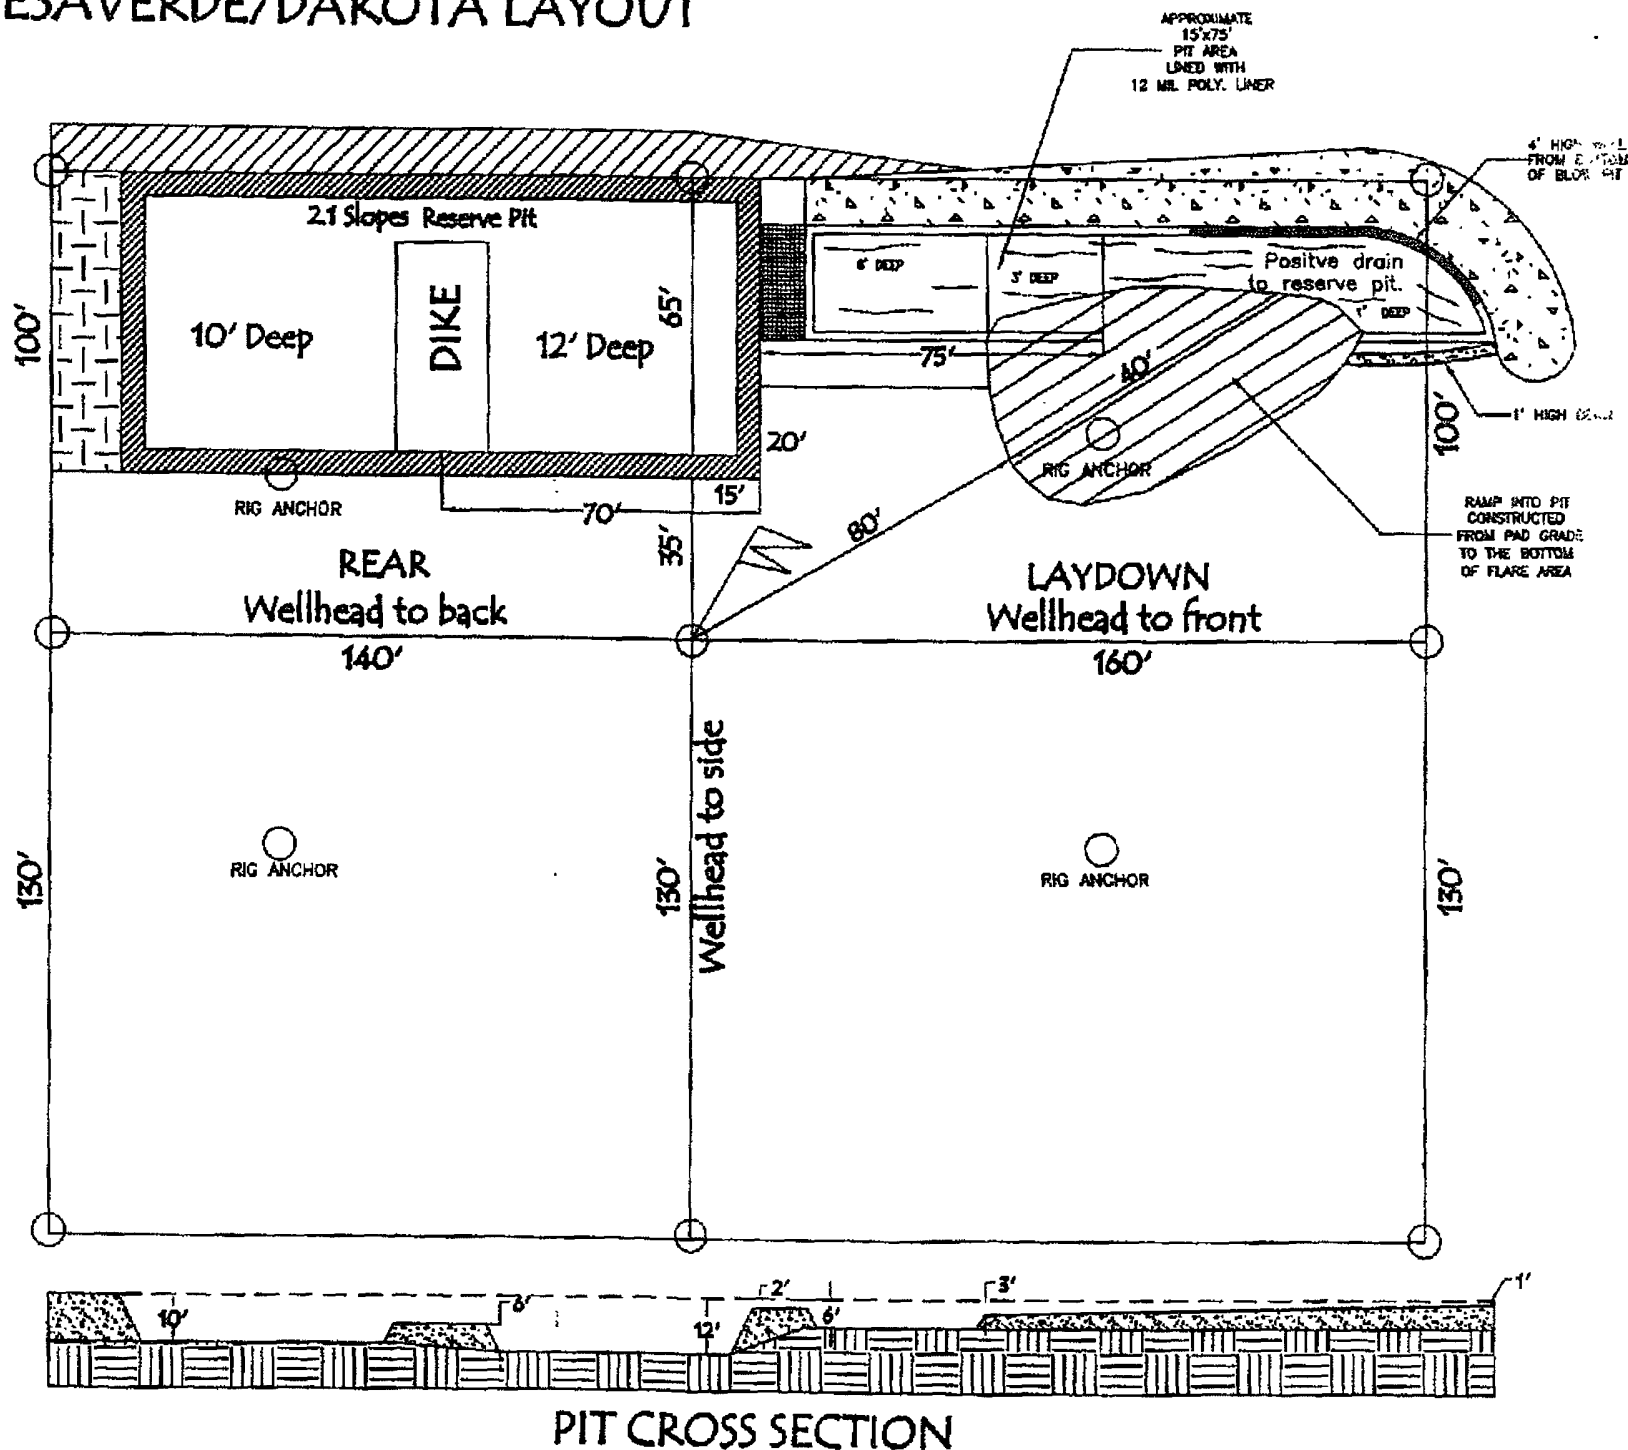 ESAVERDE/DAKOTA LAYOUT
APPROXIMATE
15'x75'
PIT AREA
LINED WITH
12 MIL POLY. LINER
4' HIGH
FROM
OF BLOW PIT
2.1 Slopes Reserve Pit
6' DEEP
3' DEEP
Positve drain
to reserve pit.
1' DEEP
100'
10' Deep
DIKE
12' Deep
65'
75'
40'
1' HIGH
100'
20'
RIG ANCHOR
RIG ANCHOR
15'
70'
35'
80'
RAMP INTO PIT
CONSTRUCTED
FROM PAD GRADE
TO THE BOTTOM
OF FLARE AREA
REAR
Wellhead to back
140'
LAYDOWN
Wellhead to front
160'
Wellhead to side
130'
130'
130'
RIG ANCHOR
RIG ANCHOR
10'
6'
12'
2'
6'
3'
1'
PIT CROSS SECTION